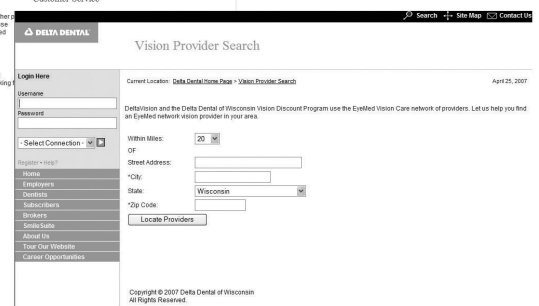 Customer Service
her p
se
ed
king f
Search Site Map Contact Us
DELTA DENTAL
Vision Provider Search
Login Here
Username
Password
- Select Connection -
Register • Help?
Home
Employers
Dentists
Subscribers
Brokers
SmileSuite
About Us
Tour Our Website
Career Opportunities
Current Location: Delta Dental Home Page > Vision Provider Search
April 25, 2007
DeltaVision and the Delta Dental of Wisconsin Vision Discount Program use the EyeMed Vision Care network of providers. Let us help you find
an EyeMed network vision provider in your area.
Within Miles: 20
OF
Street Address:
*City:
State: Wisconsin
*Zip Code:
Locate Providers
Copyright © 2007 Delta Dental of Wisconsin
All Rights Reserved.